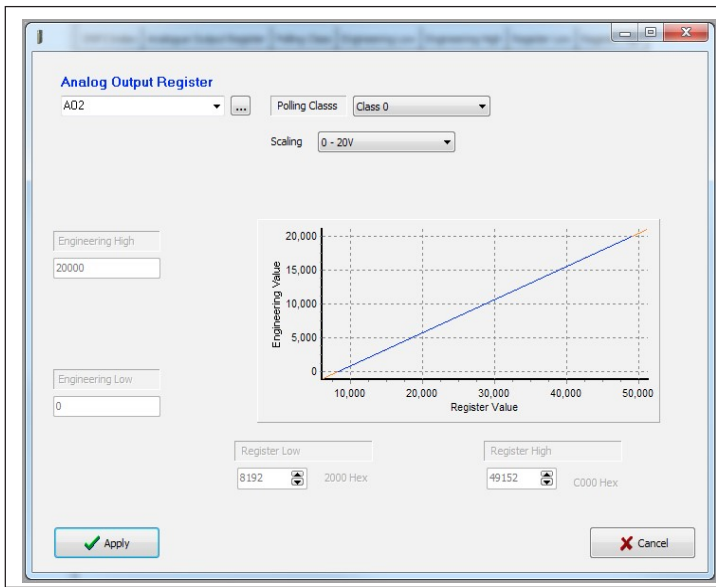 Analog Output Register
AO2
...
Polling Classs
Class 0
Scaling
0 - 20V
Engineering High
20000
Engineering Low
0
Engineering Value
20,000
15,000
10,000
5,000
0
10,000 20,000 30,000 40,000 50,000
Register Value
Register Low
8192
2000 Hex
Register High
49152
C000 Hex
Apply
Cancel